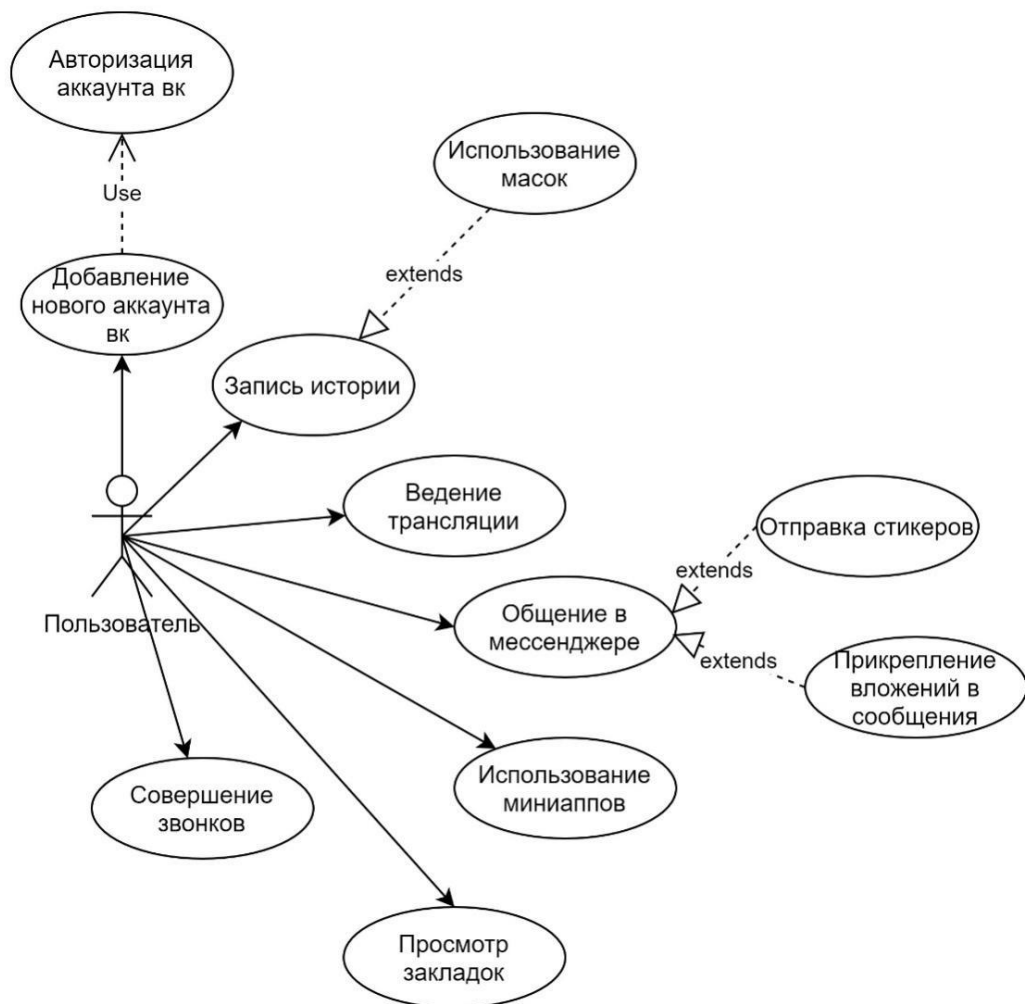 Авторизация
аккаунта вк
Использование
масок
Use
extends
Добавление
нового аккаунта
вк
Запись истории
Ведение
трансляции
Отправка стикеров
extends
Общение в
мессенджере
Пользователь
extends
Прикрепление
вложений в
сообщения
Использование
миниаппов
Совершение
звонков
Просмотр
закладок